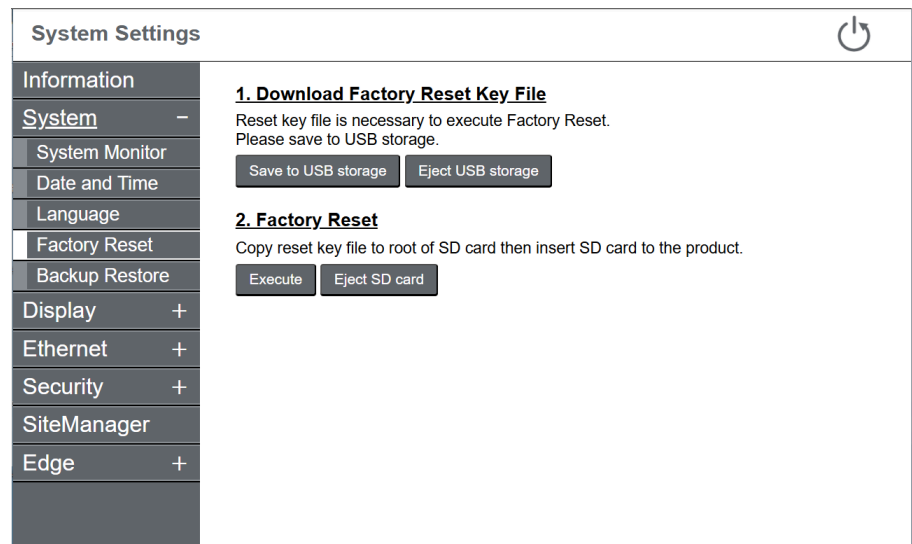 System Settings
Information
System −
System Monitor
Date and Time
Language
Factory Reset
Backup Restore
Display +
Ethernet +
Security +
SiteManager
Edge +
1. Download Factory Reset Key File
Reset key file is necessary to execute Factory Reset.
Please save to USB storage.
Save to USB storage Eject USB storage
2. Factory Reset
Copy reset key file to root of SD card then insert SD card to the product.
Execute Eject SD card